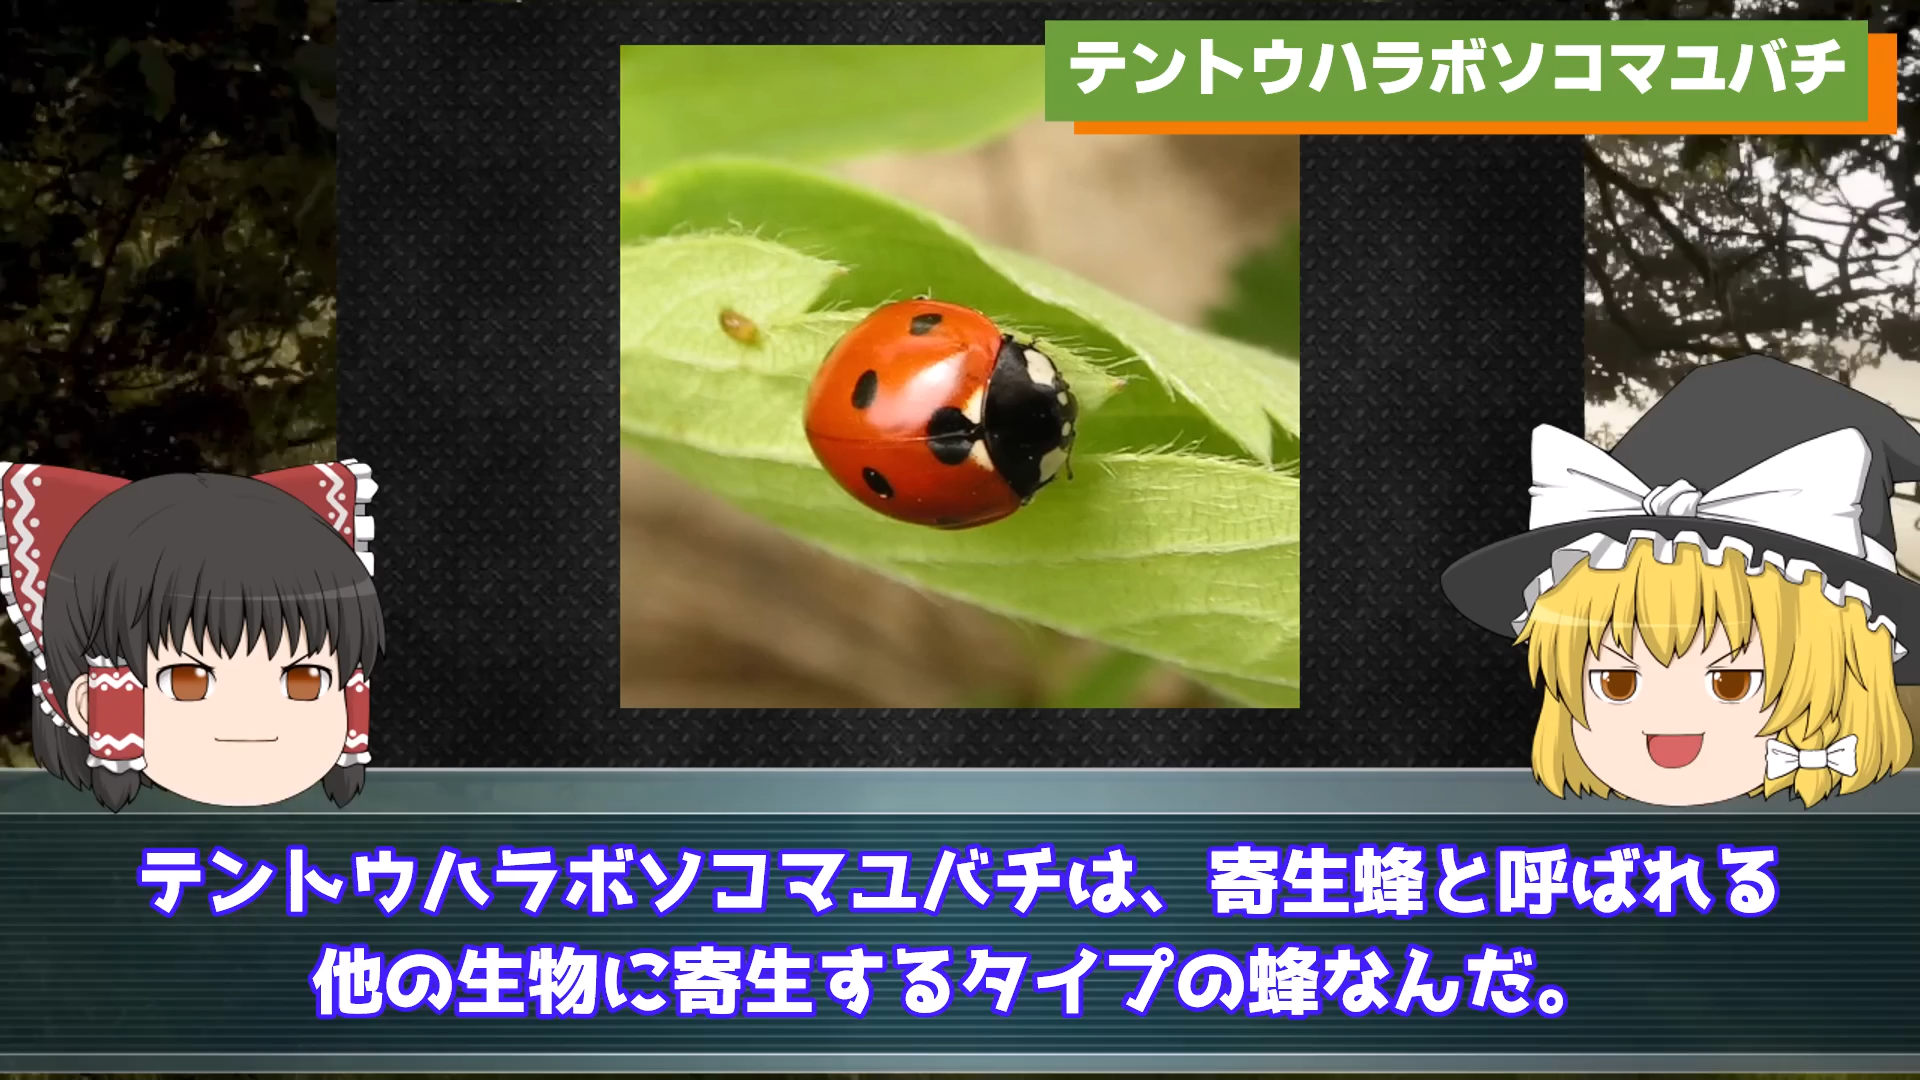 テントウハラボソコマユバチ
テントウハラボソコマユバチは、寄生蜂と呼ばれる
他の生物に寄生するタイプの蜂なんだ。